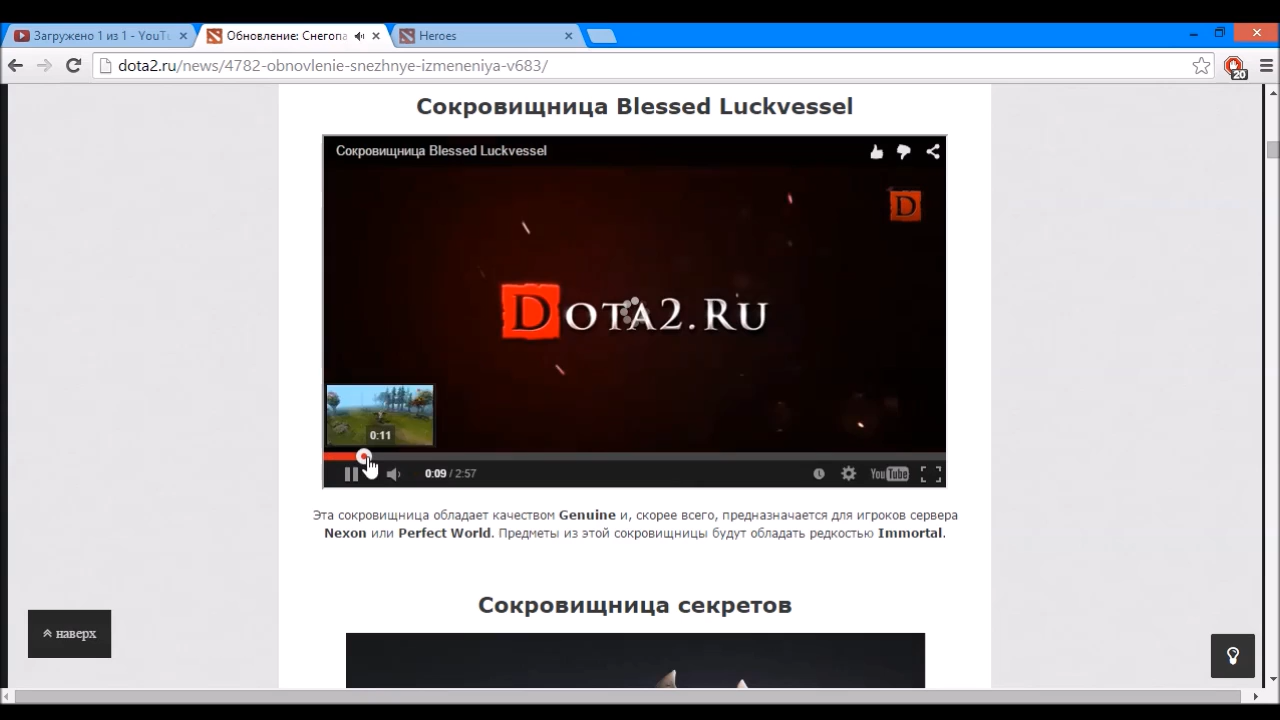 Загружено 1 из 1 - YouTu
Обновление: Снегопа
Heroes
dota2.ru/news/4782-obnovlenie-snezhnye-izmeneniya-v683/
20
Сокровищница Blessed Luckvessel
Сокровищница Blessed Luckvessel
D
DOTA2.RU
0:11
0:09 / 2:57
YouTube
Эта сокровищница обладает качеством Genuine и, скорее всего, предназначается для игроков сервера
Nexon или Perfect World. Предметы из этой сокровищницы будут обладать редкостью Immortal.
Сокровищница секретов
наверх